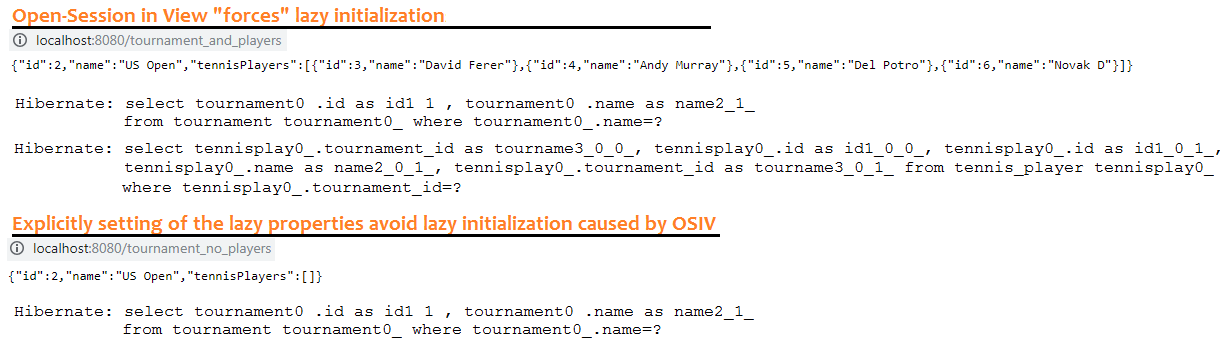 Open-Session in View "forces" lazy initialization
localhost:8080/tournament_and_players
{"id":2,"name":"US Open","tennisPlayers":[{"id":3,"name":"David Ferer"},{"id":4,"name":"Andy Murray"},{"id":5,"name":"Del Potro"},{"id":6,"name":"Novak D"}]}
Hibernate: select tournament0 .id as id1 1 , tournament0 .name as name2_1_
from tournament tournament0_ where tournament0_.name=?
Hibernate: select tennisplay0_.tournament_id as tourname3_0_0_, tennisplay0_.id as id1_0_0_, tennisplay0_.id as id1_0_1_,
tennisplay0_.name as name2_0_1_, tennisplay0_.tournament_id as tourname3_0_1_ from tennis_player tennisplay0_
where tennisplay0_.tournament_id=?
Explicitly setting of the lazy properties avoid lazy initialization caused by OSIV
localhost:8080/tournament_no_players
{"id":2,"name":"US Open","tennisPlayers":[]}
Hibernate: select tournament0 .id as id1 1 , tournament0 .name as name2_1_
from tournament tournament0_ where tournament0_.name=?